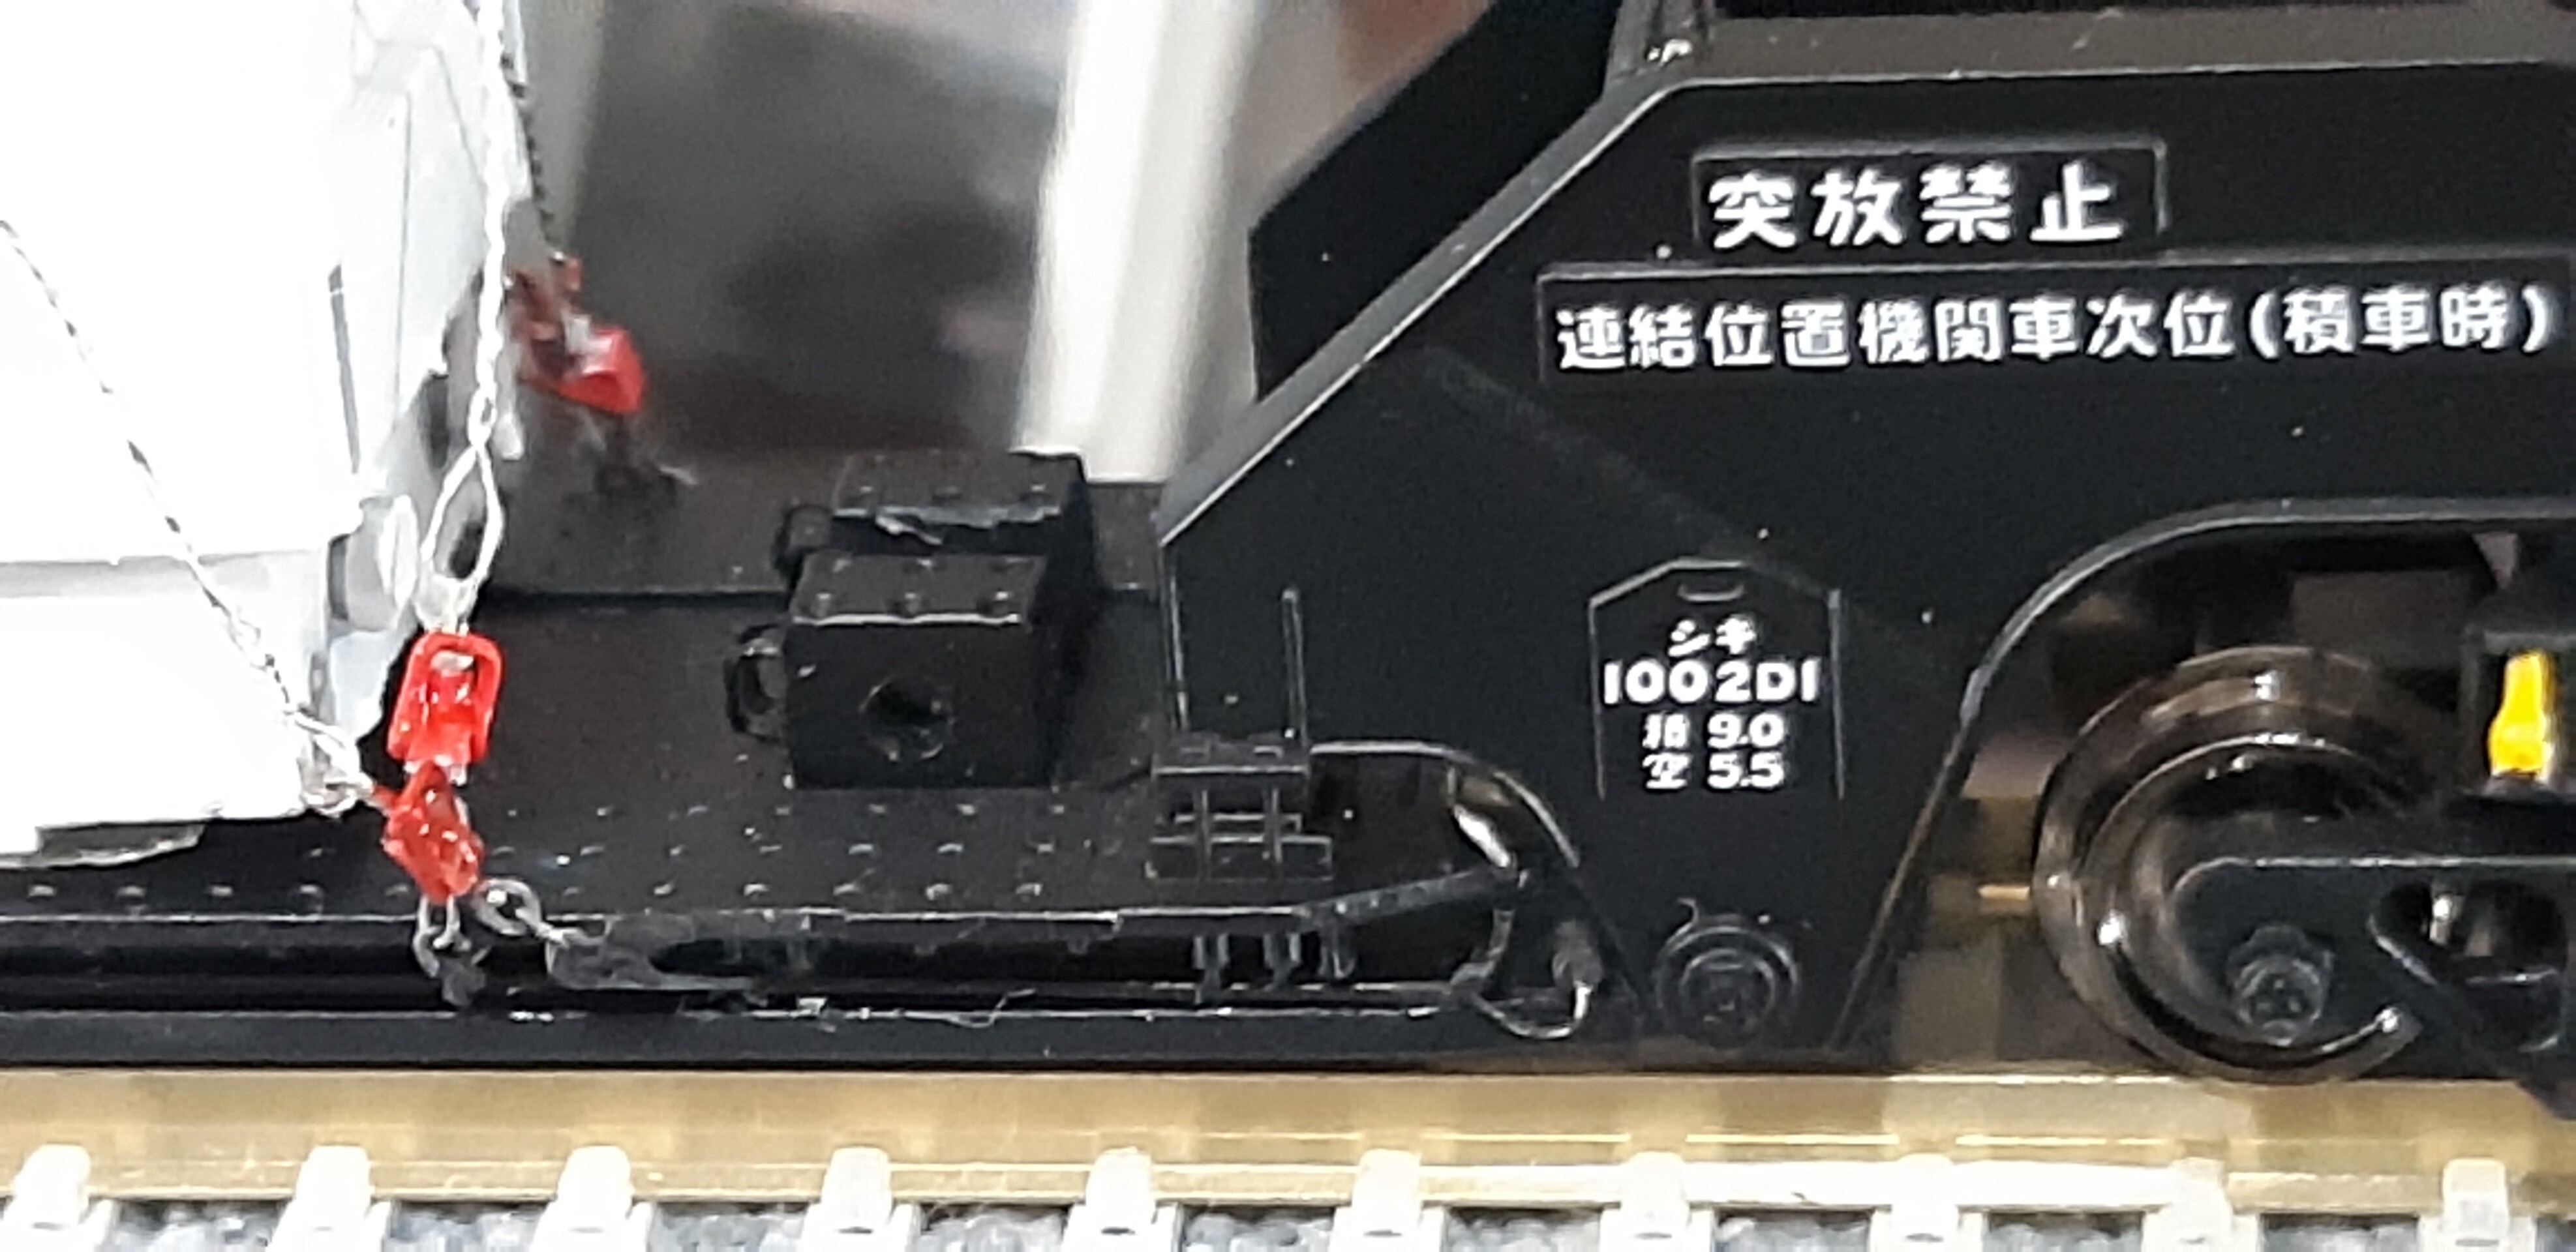 突放禁止
連結位置機関車次位(積車時)
シキ
1002D1
積 9.0
空 5.5